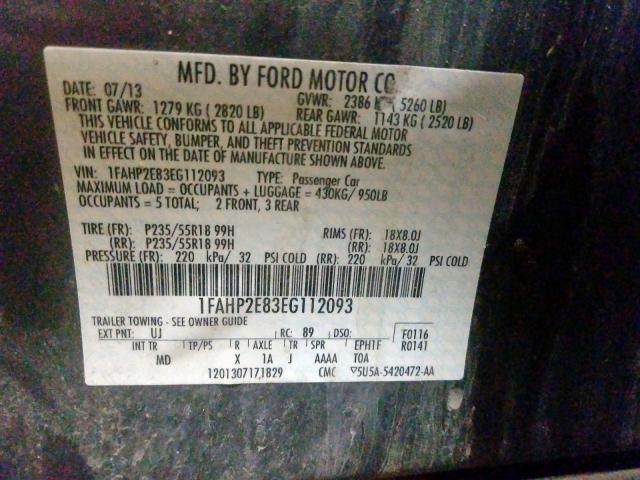 MFD. BY FORD MOTOR CO
DATE: 07/13 GVWR: 2386 K ( 5260 LB)
FRONT GAWR: 1279 KG ( 2820 LB) REAR GAWR: 1143 KG ( 2520 LB)
THIS VEHICLE CONFORMS TO ALL APPLICABLE FEDERAL MOTOR
VEHICLE SAFETY, BUMPER, AND THEFT PREVENTION STANDARDS
IN EFFECT ON THE DATE OF MANUFACTURE SHOWN ABOVE.
VIN: 1FAHP2E83EG112093 TYPE: Passenger Car
MAXIMUM LOAD = OCCUPANTS + LUGGAGE = 430KG/ 950LB
OCCUPANTS = 5 TOTAL; 2 FRONT, 3 REAR
TIRE (FR): P235/55R18 99H RIMS (FR): 18X8.0J
(RR): P235/55R18 99H (RR): 18X8.0J
PRESSURE (FR): 220 kPa/ 32 PSI COLD (RR): 220 kPa/ 32 PSI COLD
1FAHP2E83EG112093
TRAILER TOWING - SEE OWNER GUIDE
EXT PNT: UJ RC: 89 DSO: F0116
INT TR TP/PS R AXLE TR SPR EPH1F R0141
MD X 1A J AAAA T0A
1201307171829 CMC ▽5U5A-5420472-AA